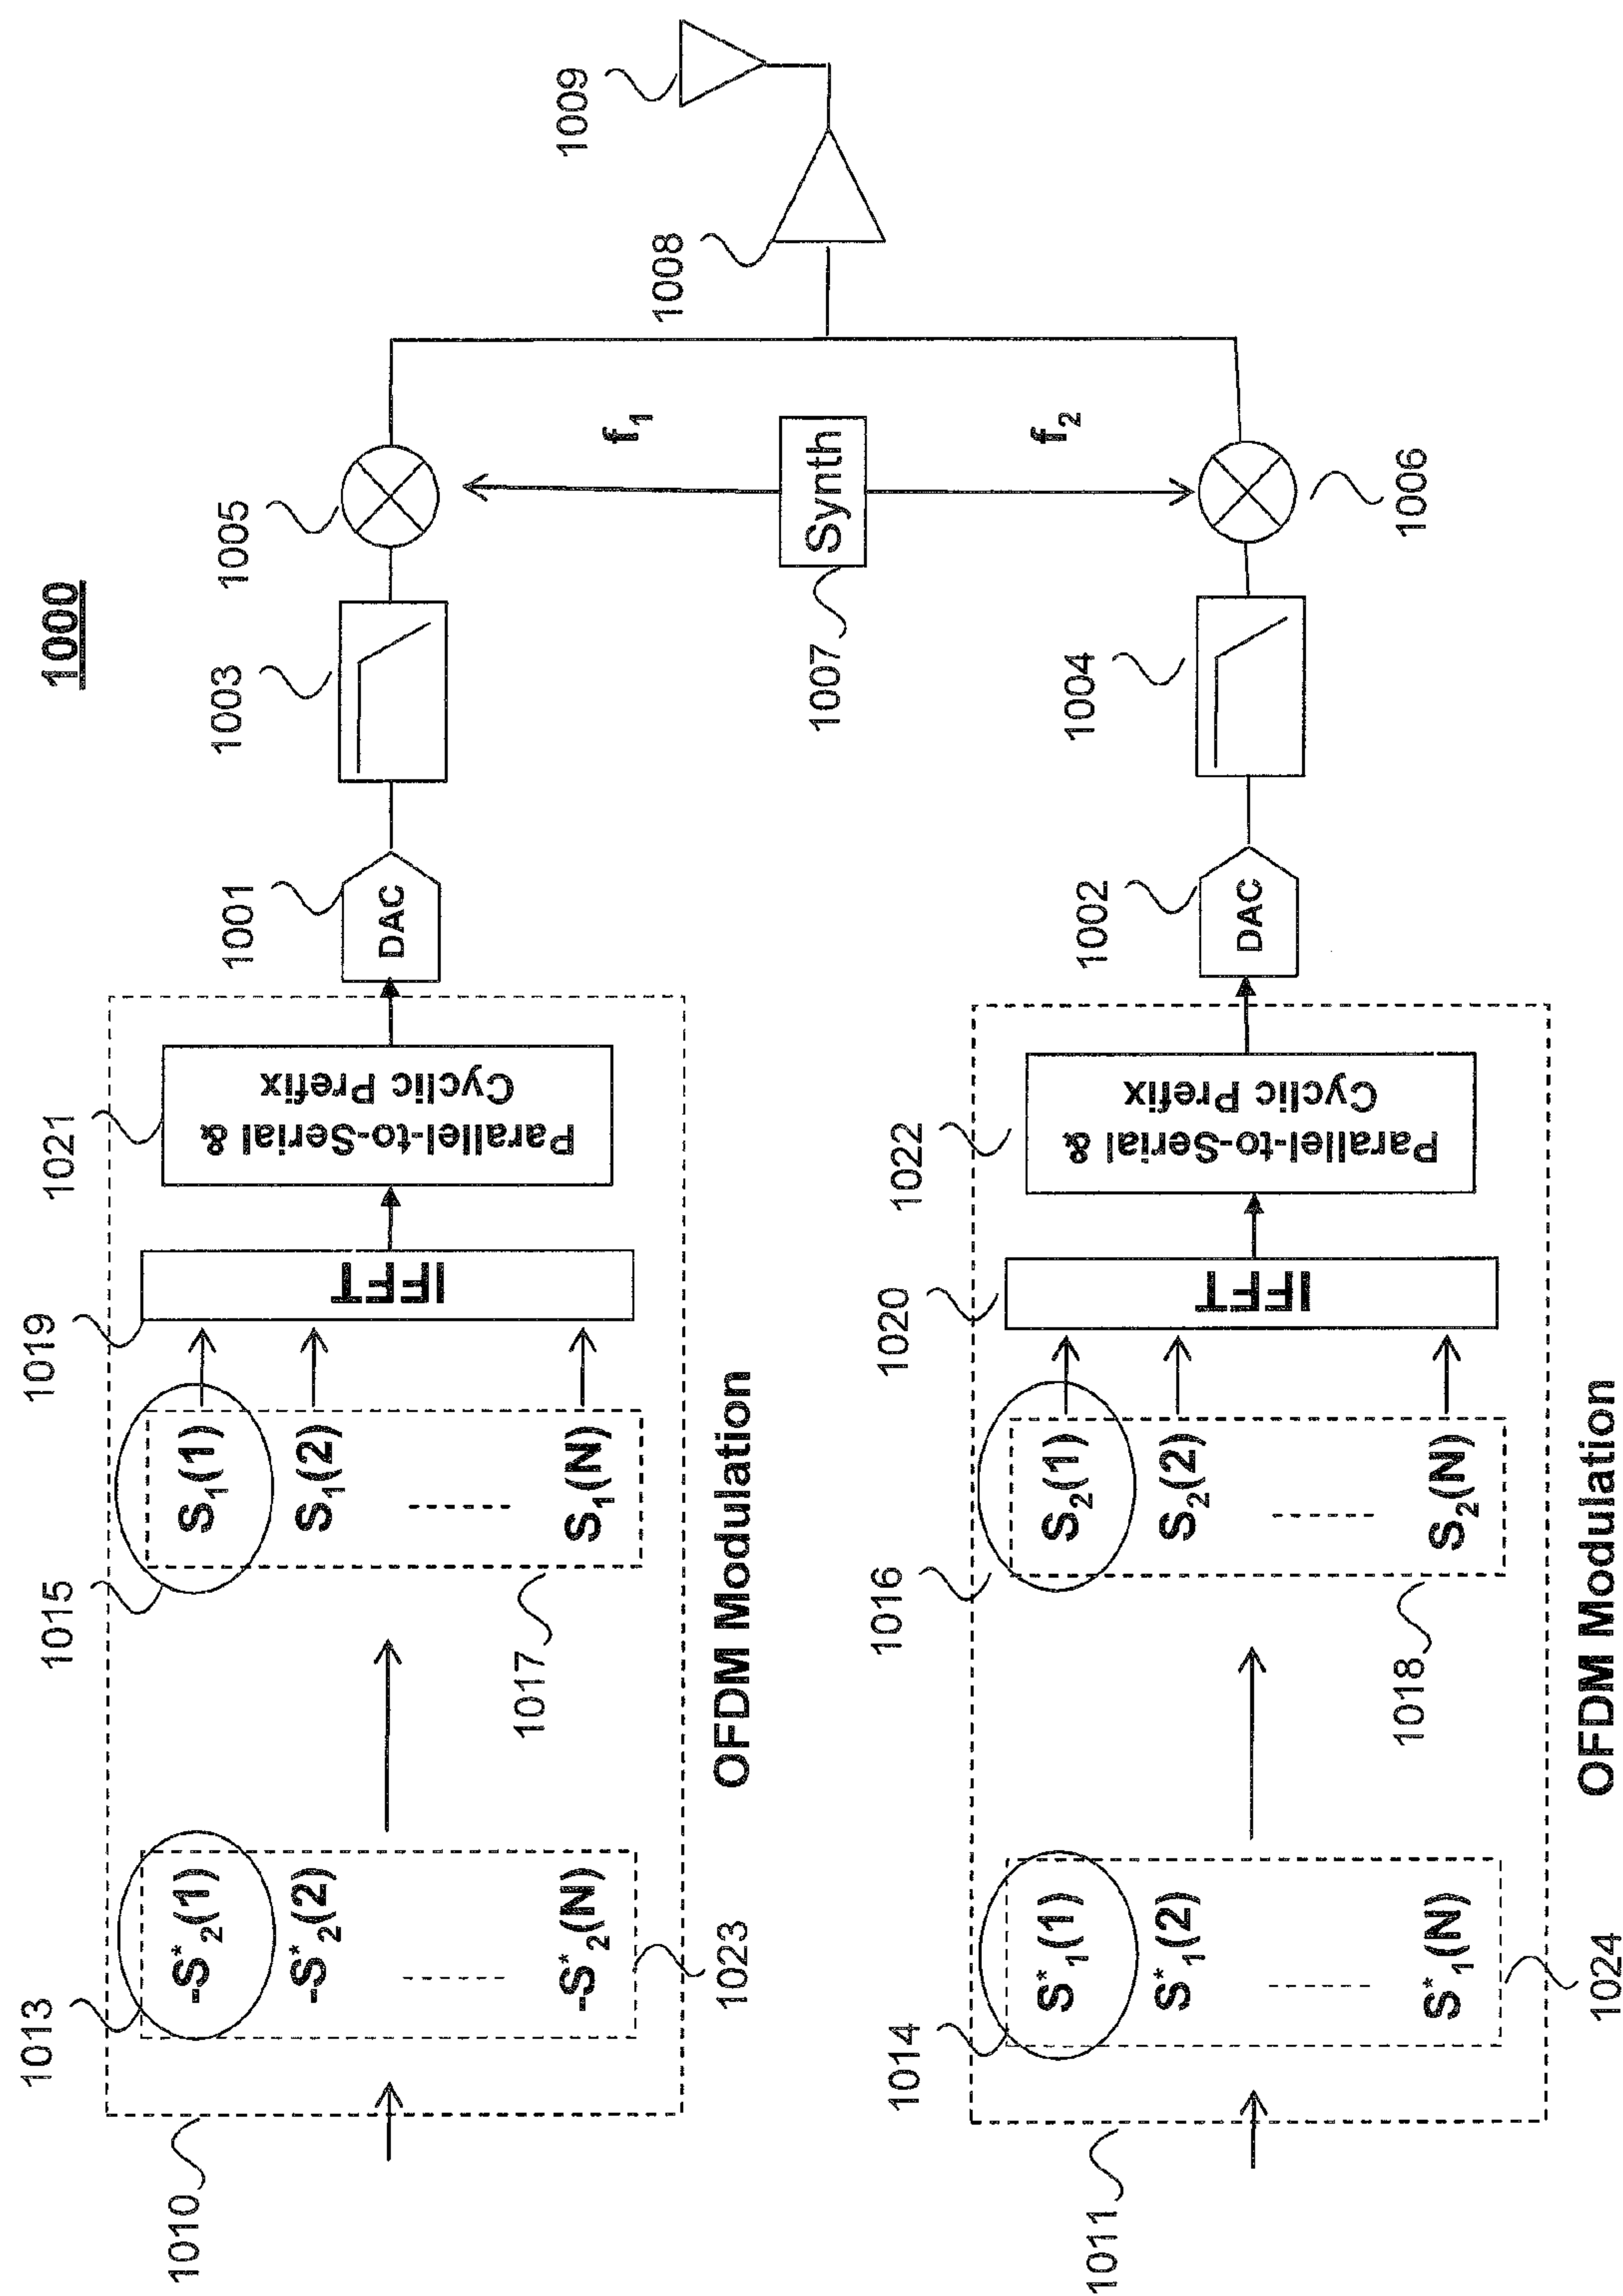 1000
1010
1013
-S*2(1)
-S*2(2)
-S*2(N)
1023
1015
S1(1)
S1(2)
S1(N)
1017
1019
IFFT
1021
Parallel-to-Serial &
Cyclic Prefix
OFDM Modulation
1001
DAC
1003
1005
f1
Synth
1007
f2
1008
1009
1011
1014
S*1(1)
S*1(2)
S*1(N)
1024
1016
S2(1)
S2(2)
S2(N)
1018
1020
IFFT
1022
Parallel-to-Serial &
Cyclic Prefix
OFDM Modulation
1002
DAC
1004
1006